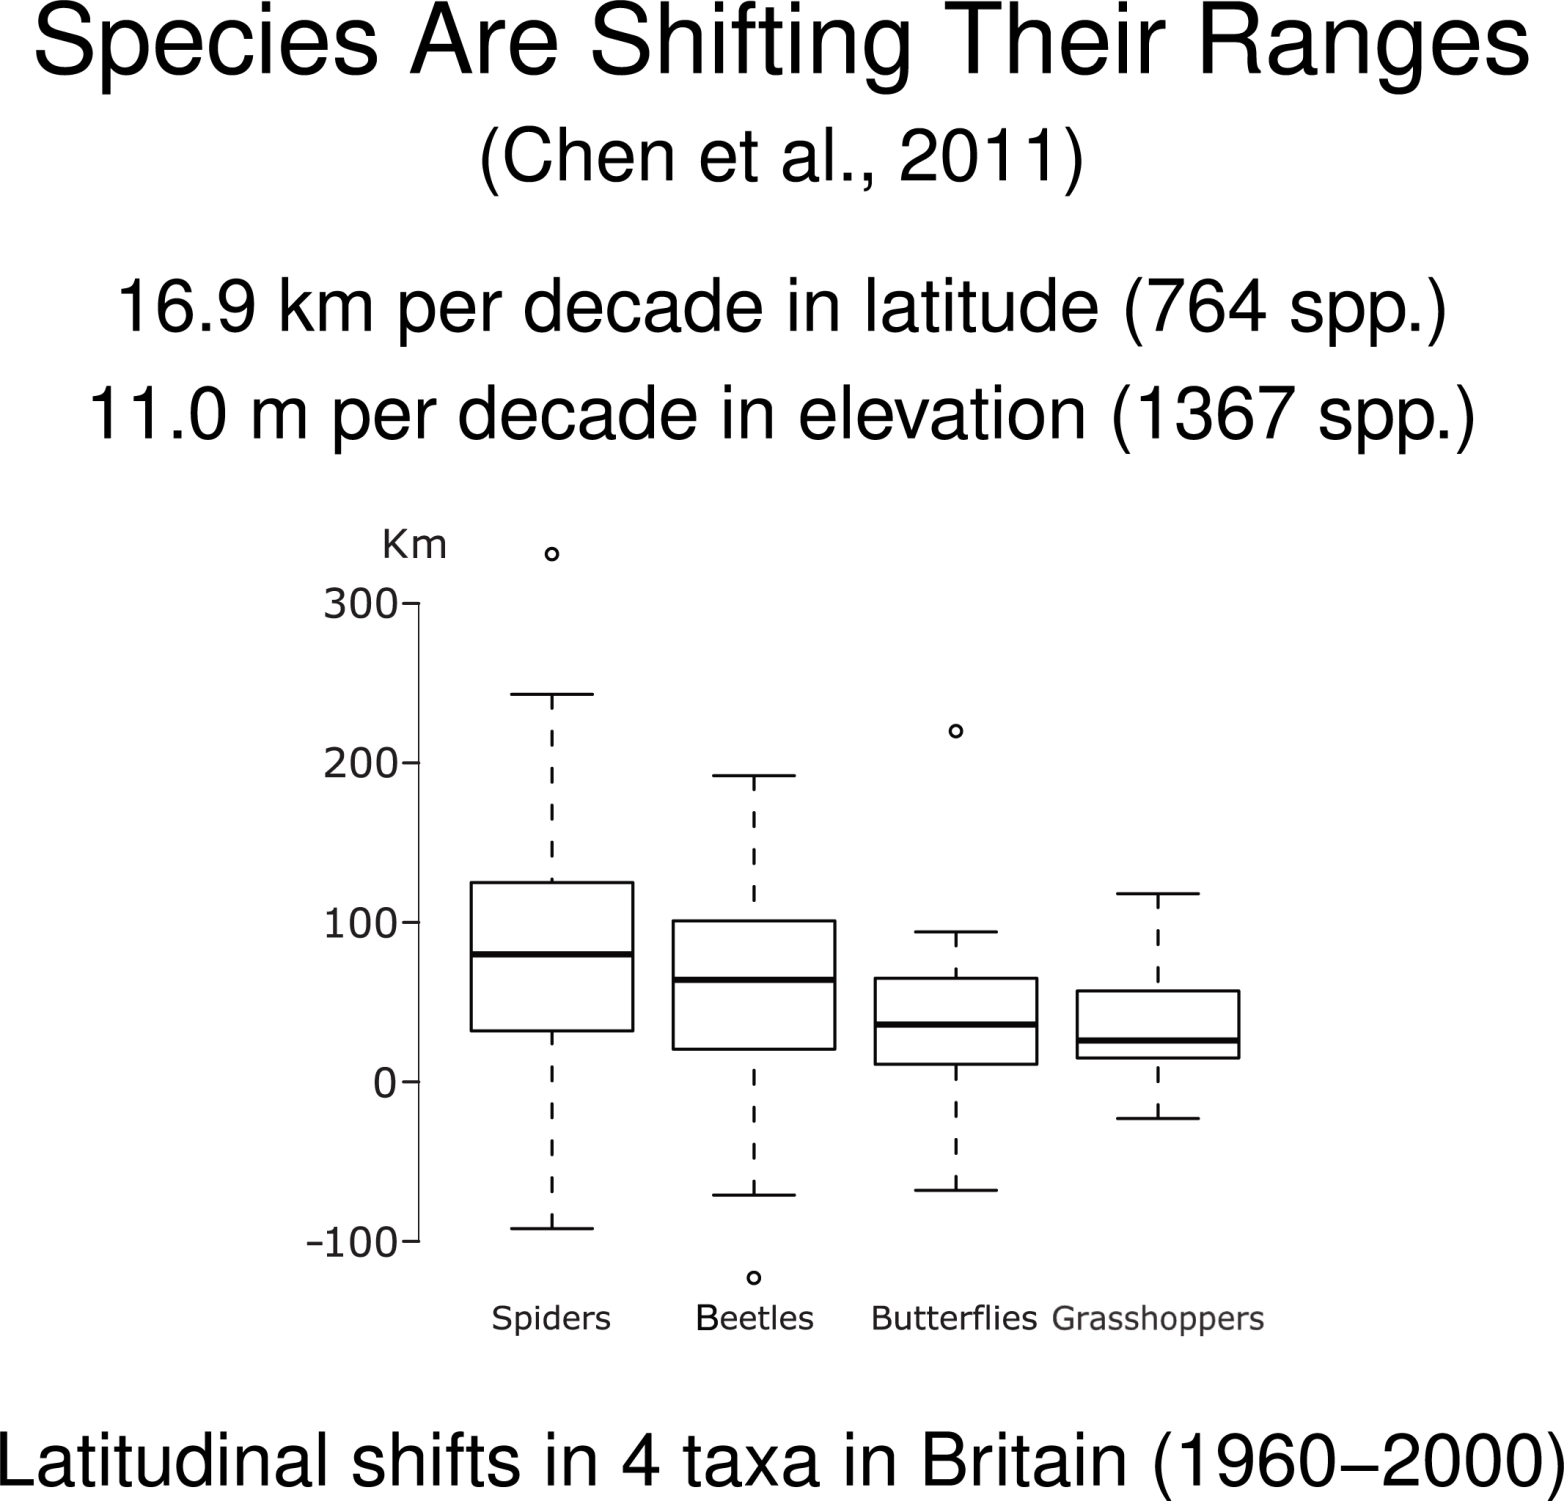 Species Are Shifting Their Ranges
(Chen et al., 2011)
16.9 km per decade in latitude (764 spp.)
11.0 m per decade in elevation (1367 spp.)
Km
300
200
100
0
-100
Spiders Beetles Butterflies Grasshoppers
Latitudinal shifts in 4 taxa in Britain (1960–2000)